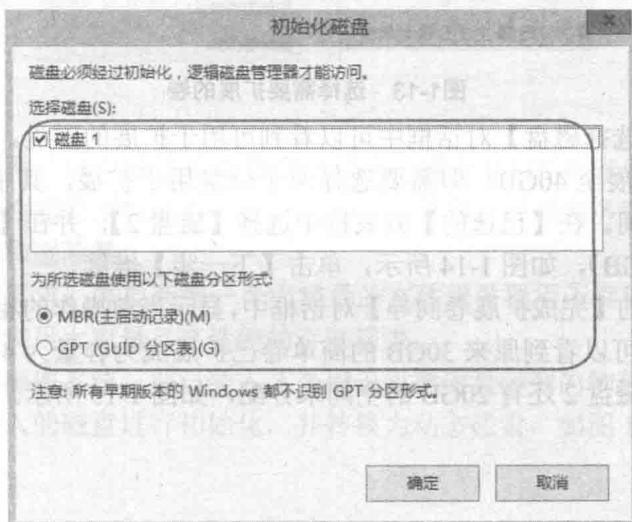 初始化磁盘
磁盘必须经过初始化，逻辑磁盘管理器才能访问。
选择磁盘(S):
磁盘 1
为所选磁盘使用以下磁盘分区形式:
MBR(主启动记录)(M)
GPT (GUID 分区表)(G)
注意: 所有早期版本的 Windows 都不识别 GPT 分区形式。
确定
取消